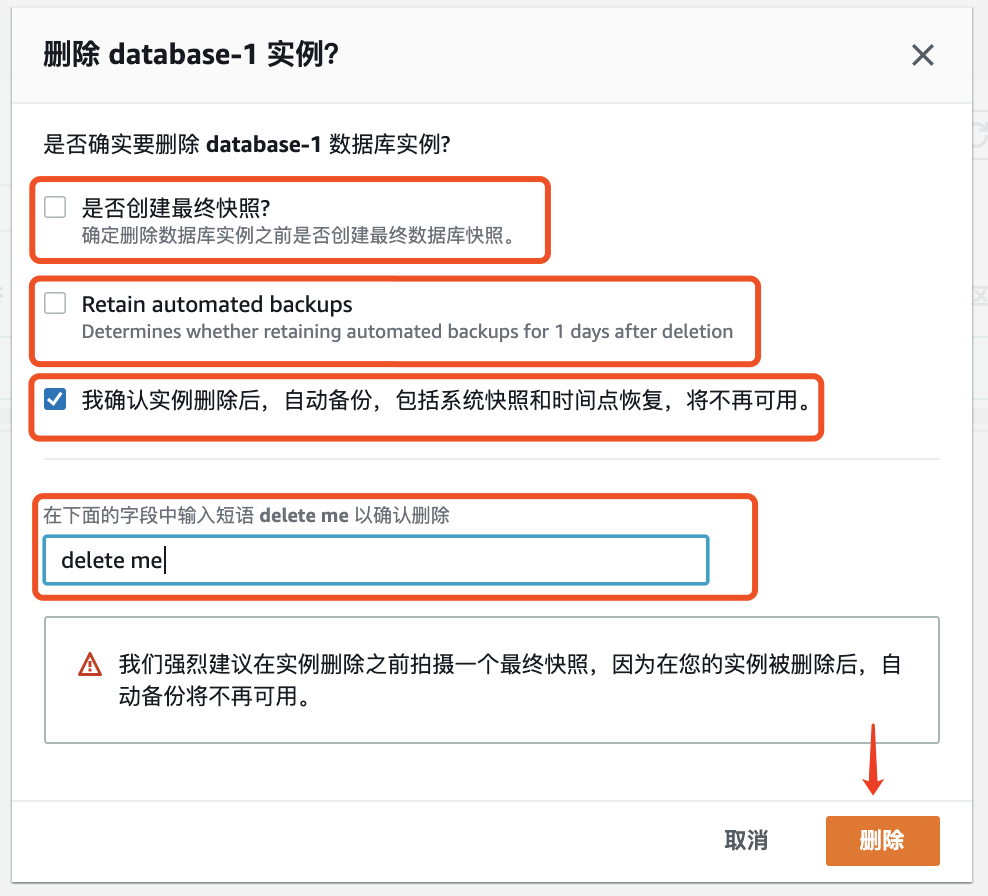 删除 database-1 实例?
是否确实要删除 database-1 数据库实例?
是否创建最终快照?
确定删除数据库实例之前是否创建最终数据库快照。
Retain automated backups
Determines whether retaining automated backups for 1 days after deletion
我确认实例删除后，自动备份，包括系统快照和时间点恢复，将不再可用。
在下面的字段中输入短语 delete me 以确认删除
delete me
我们强烈建议在实例删除之前拍摄一个最终快照，因为在您的实例被删除后，自
动备份将不再可用。
取消
删除